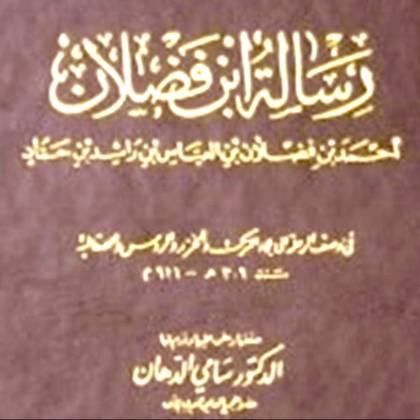 رسالة ابن فضلان
أحمد بن فضلان بن العباس بن راشد بن حماد
في وصف الرحلة إلى بلاد الترك والخزر والروس والصقالبة
سنة ٣٠٩ هـ - ٩٢١ م
الدكتور سامي الدهان